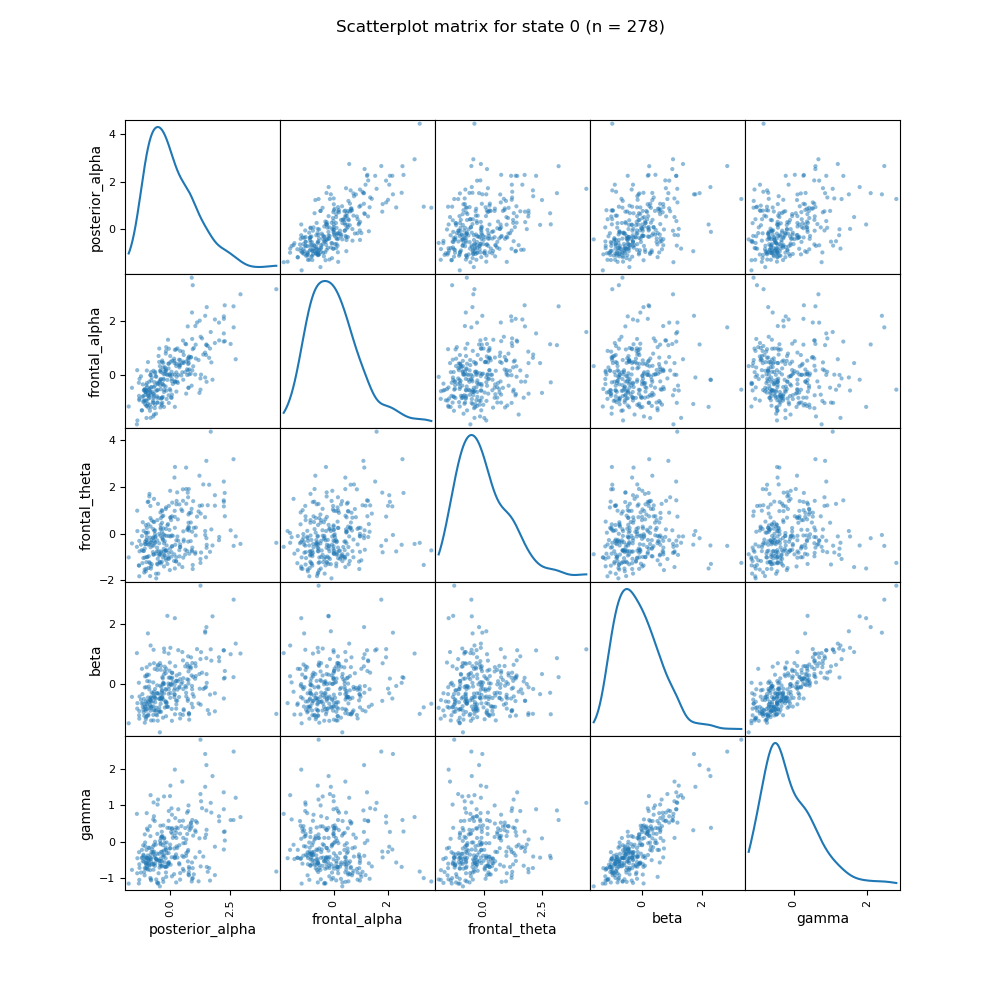 Scatterplot matrix for state 0 (n = 278)
posterior_alpha
4
2
0
frontal_alpha
2
0
frontal_theta
4
2
0
−2
beta
2
0
gamma
2
1
0
−1
0.0
2.5
0
2
0.0
2.5
0
2
0
2
posterior_alpha
frontal_alpha
frontal_theta
beta
gamma